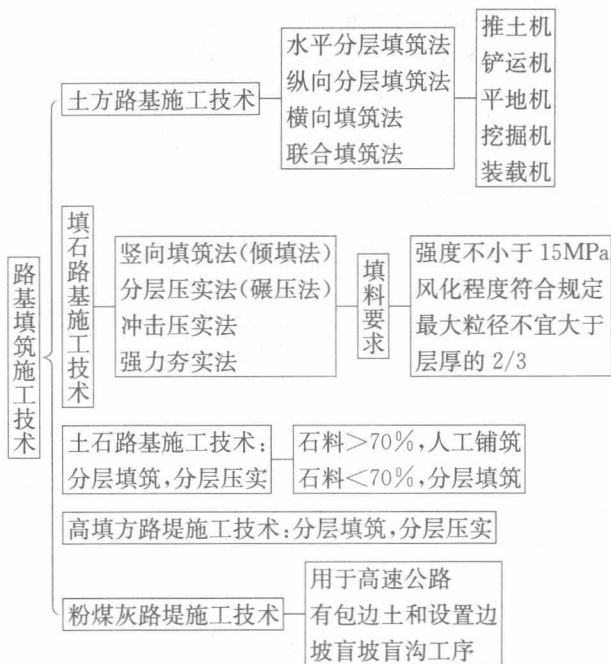 路基填筑施工技术
土方路基施工技术
水平分层填筑法
纵向分层填筑法
横向填筑法
联合填筑法
推土机
铲运机
平地机
挖掘机
装载机
填石路基施工技术
竖向填筑法(倾填法)
分层压实法(碾压法)
冲击压实法
强力夯实法
填料要求
强度不小于15MPa
风化程度符合规定
最大粒径不宜大于
层厚的2/3
土石路基施工技术:
分层填筑,分层压实
石料>70%,人工铺筑
石料<70%,分层填筑
高填方路堤施工技术:分层填筑,分层压实
粉煤灰路堤施工技术
用于高速公路
有包边土和设置边
坡盲坡盲沟工序